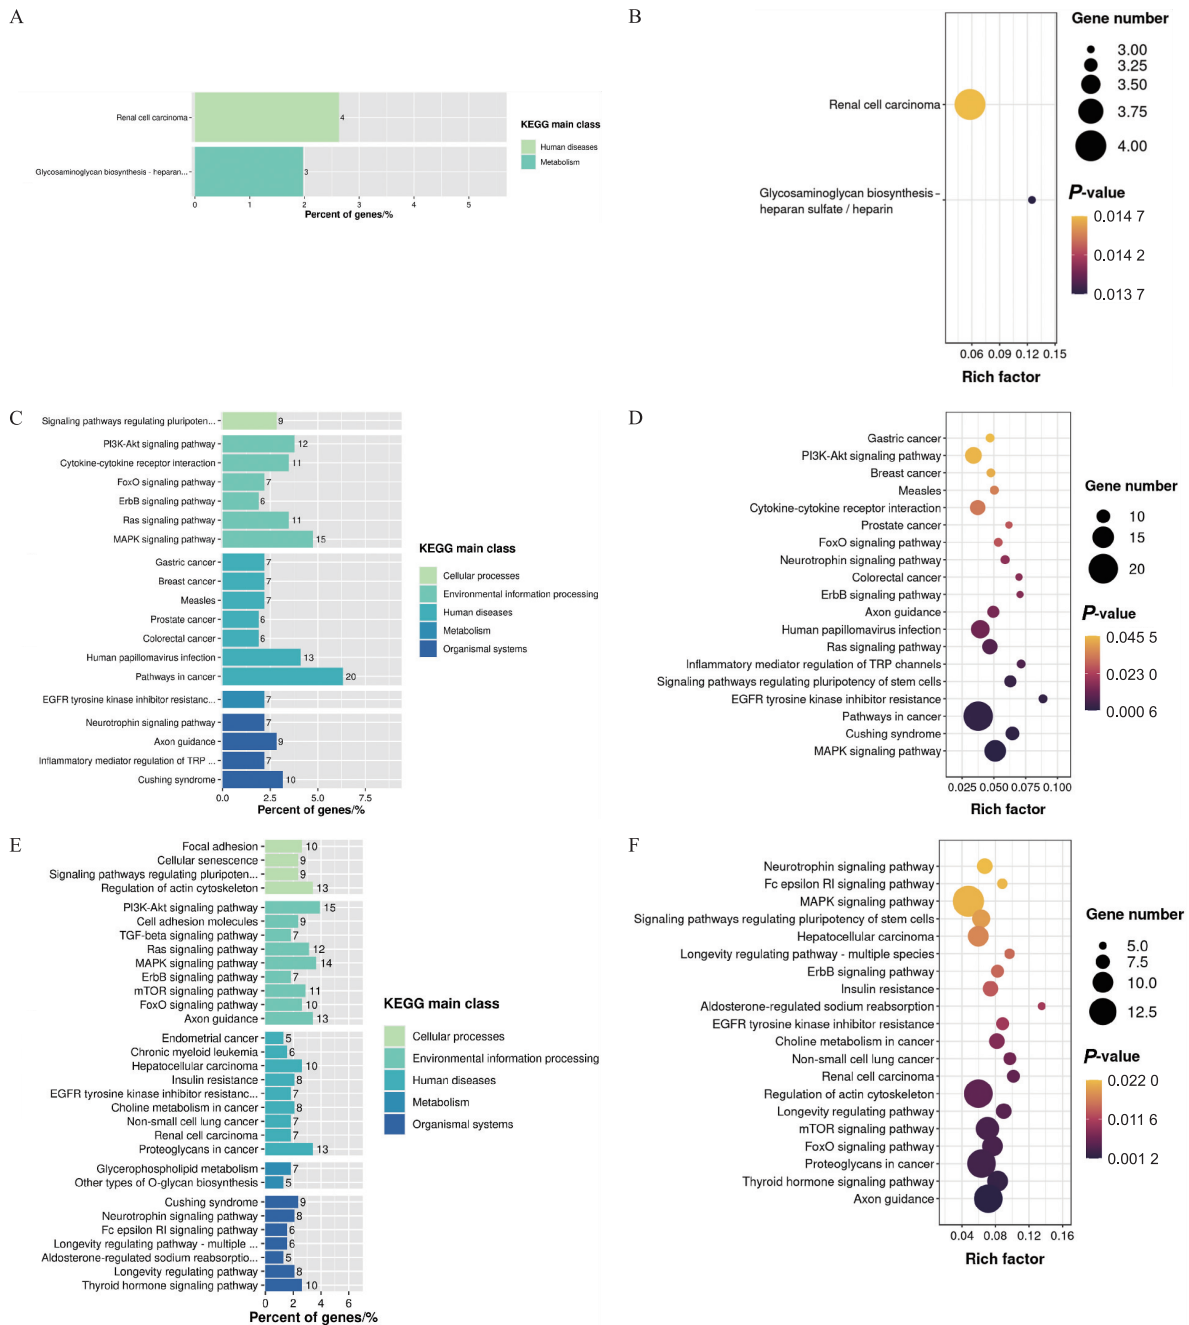 A
Renal cell carcinoma
4
Glycosaminoglycan biosynthesis - heparan...
3
0 1 2 3 4 5
Percent of genes/%
KEGG main class
Human diseases
Metabolism
B
Renal cell carcinoma
Glycosaminoglycan biosynthesis -
heparan sulfate / heparin
0.06 0.09 0.12 0.15
Rich factor
Gene number
3.00
3.25
3.50
3.75
4.00
P-value
0.014 7
0.014 2
0.013 7
C
Signaling pathways regulating pluripoten... 9
PI3K-Akt signaling pathway 12
Cytokine-cytokine receptor interaction 11
FoxO signaling pathway 7
ErbB signaling pathway 6
Ras signaling pathway 11
MAPK signaling pathway 15
Gastric cancer 7
Breast cancer 7
Measles 7
Prostate cancer 6
Colorectal cancer 6
Human papillomavirus infection 13
Pathways in cancer 20
EGFR tyrosine kinase inhibitor resistanc... 7
Neurotrophin signaling pathway 7
Axon guidance 9
Inflammatory mediator regulation of TRP ... 7
Cushing syndrome 10
0.0 2.5 5.0 7.5
Percent of genes/%
KEGG main class
Cellular processes
Environmental information processing
Human diseases
Metabolism
Organismal systems
D
Gastric cancer
PI3K-Akt signaling pathway
Breast cancer
Measles
Cytokine-cytokine receptor interaction
Prostate cancer
FoxO signaling pathway
Neurotrophin signaling pathway
Colorectal cancer
ErbB signaling pathway
Axon guidance
Human papillomavirus infection
Ras signaling pathway
Inflammatory mediator regulation of TRP channels
Signaling pathways regulating pluripotency of stem cells
EGFR tyrosine kinase inhibitor resistance
Pathways in cancer
Cushing syndrome
MAPK signaling pathway
0.025 0.050 0.075 0.100
Rich factor
Gene number
10
15
20
P-value
0.045 5
0.023 0
0.000 6
E
Focal adhesion 10
Cellular senescence 9
Signaling pathways regulating pluripoten... 9
Regulation of actin cytoskeleton 13
PI3K-Akt signaling pathway 15
Cell adhesion molecules 9
TGF-beta signaling pathway 7
Ras signaling pathway 12
MAPK signaling pathway 14
ErbB signaling pathway 7
mTOR signaling pathway 11
FoxO signaling pathway 10
Axon guidance 13
Endometrial cancer 5
Chronic myeloid leukemia 6
Hepatocellular carcinoma 10
Insulin resistance 8
EGFR tyrosine kinase inhibitor resistanc... 7
Choline metabolism in cancer 8
Non-small cell lung cancer 7
Renal cell carcinoma 7
Proteoglycans in cancer 13
Glycerophospholipid metabolism 7
Other types of O-glycan biosynthesis 5
Cushing syndrome 9
Neurotrophin signaling pathway 8
Fc epsilon RI signaling pathway 6
Longevity regulating pathway - multiple ... 6
Aldosterone-regulated sodium reabsorptio... 5
Longevity regulating pathway 8
Thyroid hormone signaling pathway 10
0 2 4 6
Percent of genes/%
KEGG main class
Cellular processes
Environmental information processing
Human diseases
Metabolism
Organismal systems
F
Neurotrophin signaling pathway
Fc epsilon RI signaling pathway
MAPK signaling pathway
Signaling pathways regulating pluripotency of stem cells
Hepatocellular carcinoma
Longevity regulating pathway - multiple species
ErbB signaling pathway
Insulin resistance
Aldosterone-regulated sodium reabsorption
EGFR tyrosine kinase inhibitor resistance
Choline metabolism in cancer
Non-small cell lung cancer
Renal cell carcinoma
Regulation of actin cytoskeleton
Longevity regulating pathway
mTOR signaling pathway
FoxO signaling pathway
Proteoglycans in cancer
Thyroid hormone signaling pathway
Axon guidance
0.04 0.08 0.12 0.16
Rich factor
Gene number
5.0
7.5
10.0
12.5
P-value
0.022 0
0.011 6
0.001 2